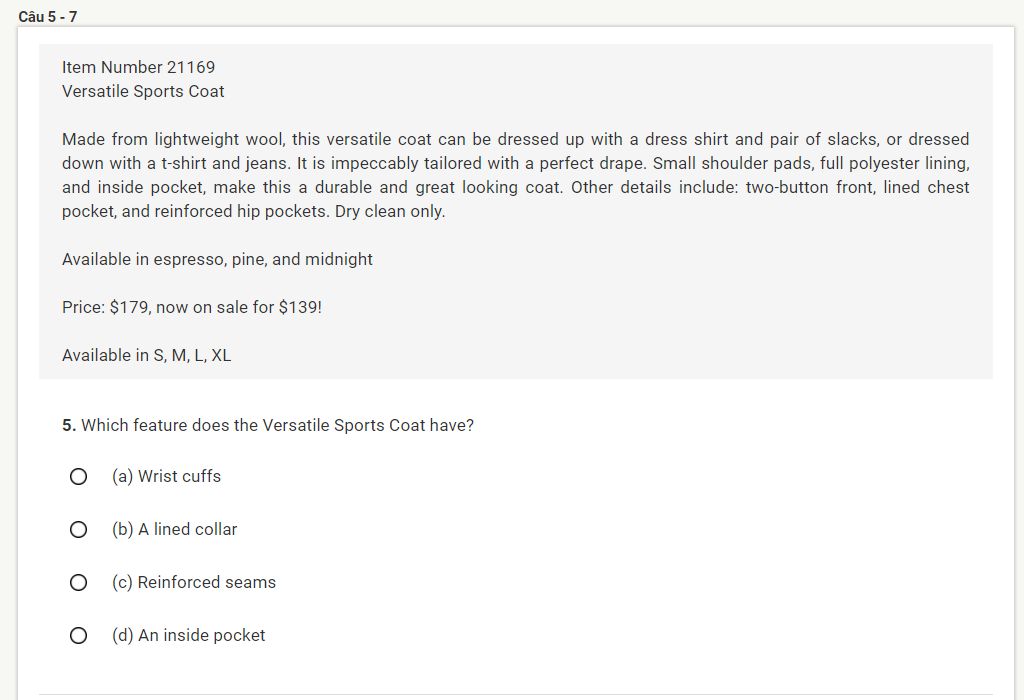 Câu 5 - 7
Item Number 21169
Versatile Sports Coat
Made from lightweight wool, this versatile coat can be dressed up with a dress shirt and pair of slacks, or dressed
down with a t-shirt and jeans. It is impeccably tailored with a perfect drape. Small shoulder pads, full polyester lining,
and inside pocket, make this a durable and great looking coat. Other details include: two-button front, lined chest
pocket, and reinforced hip pockets. Dry clean only.
Available in espresso, pine, and midnight
Price: $179, now on sale for $139!
Available in S, M, L, XL
5. Which feature does the Versatile Sports Coat have?
(a) Wrist cuffs
(b) A lined collar
(c) Reinforced seams
(d) An inside pocket